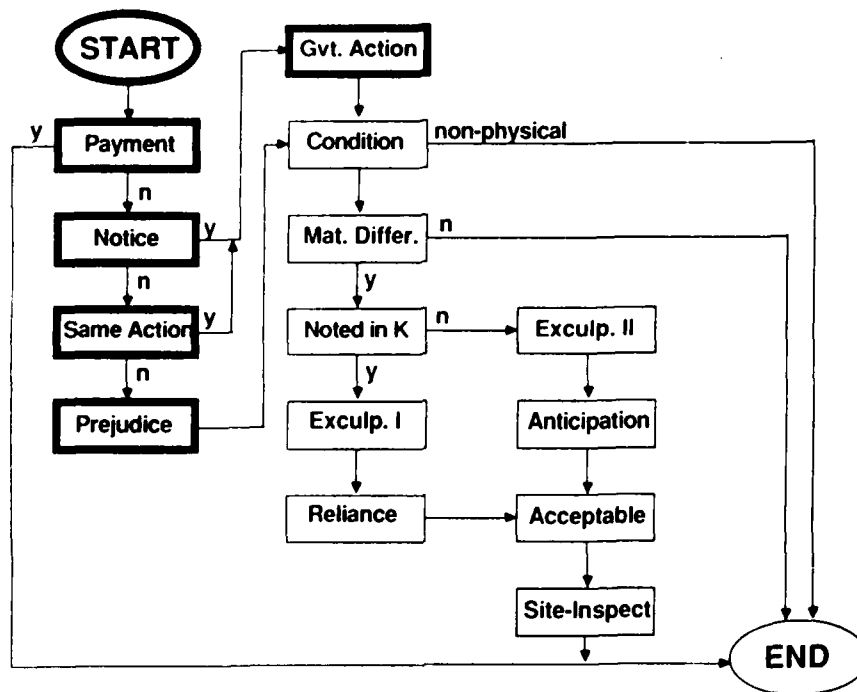 START
Gvt. Action
y
Payment
Condition
non-physical
n
Notice
y
Mat. Differ.
n
n
y
Same Action
y
Noted in K
n
Exculp. II
n
y
Prejudice
Exculp. I
Anticipation
Reliance
Acceptable
Site-Inspect
END